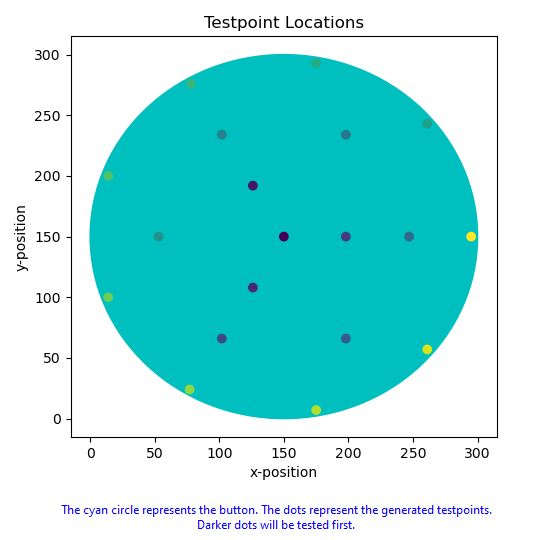 Testpoint Locations
300
250
200
150
100
50
0
y-position
0 50 100 150 200 250 300
x-position
The cyan circle represents the button. The dots represent the generated testpoints.
Darker dots will be tested first.